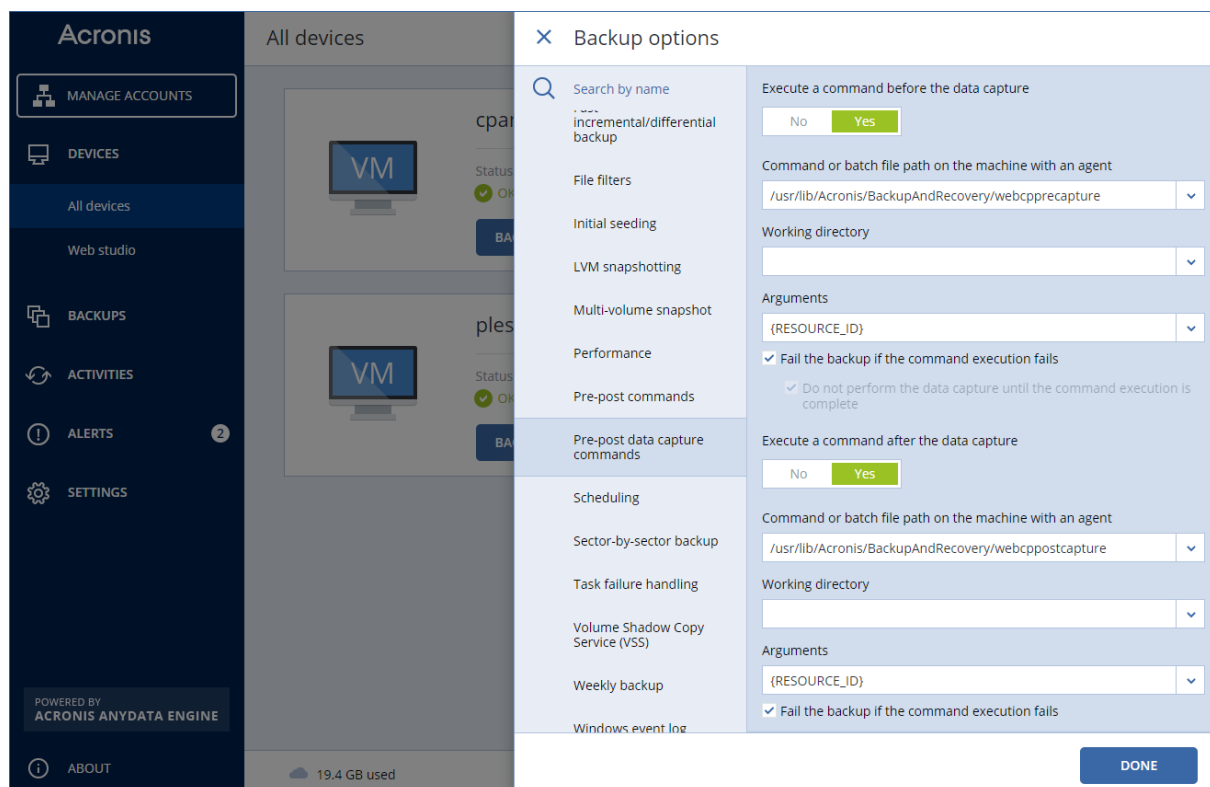 Acronis
MANAGE ACCOUNTS
DEVICES
All devices
Web studio
BACKUPS
ACTIVITIES
ALERTS
2
SETTINGS
POWERED BY
ACRONIS ANYDATA ENGINE
ABOUT
All devices
VM
Status
OK
VM
Status
19.4 GB used
Backup options
Search by name
incremental/differential
backup
File filters
Initial seeding
LVM snapshotting
Multi-volume snapshot
Performance
Pre-post commands
Pre-post data capture
commands
Scheduling
Sector-by-sector backup
Task failure handling
Volume Shadow Copy
Service (VSS)
Weekly backup
Windows event log
Execute a command before the data capture
No Yes
Command or batch file path on the machine with an agent
/usr/lib/Acronis/BackupAndRecovery/webcpprecapture
Working directory
Arguments
{RESOURCE_ID}
Fail the backup if the command execution fails
Do not perform the data capture until the command execution is
complete
Execute a command after the data capture
No Yes
Command or batch file path on the machine with an agent
/usr/lib/Acronis/BackupAndRecovery/webcppostcapture
Working directory
Arguments
{RESOURCE_ID}
Fail the backup if the command execution fails
DONE